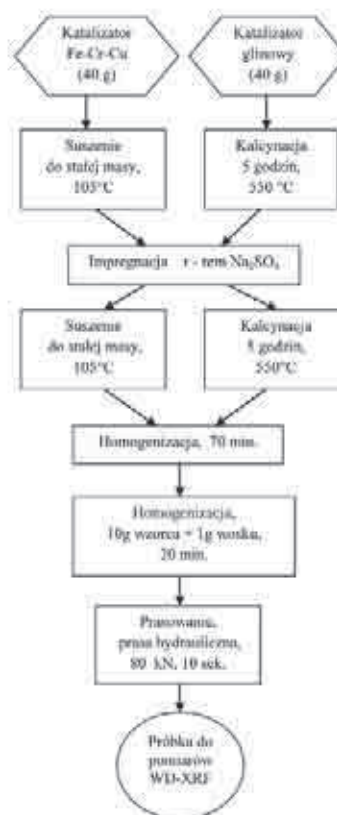 Katalizator
Fe-Cr-Cu
(40 g)
Katalizator
glinowy
(40 g)
Suszenie
do stałej masy,
105°C
Kalcynacja
5 godzin,
550 °C
Impregnacja r - rem Na₂SO₄
Suszenie
do stałej masy,
105°C
Kalcynacja
5 godzin,
550°C
Homogenizacja, 70 min.
Homogenizacja,
10g wzorca + 1g wosku,
20 min.
Prasowanie,
prasa hydrauliczna,
80 kN, 10 sek.
Próbka do
pomiarów
WD-XRF